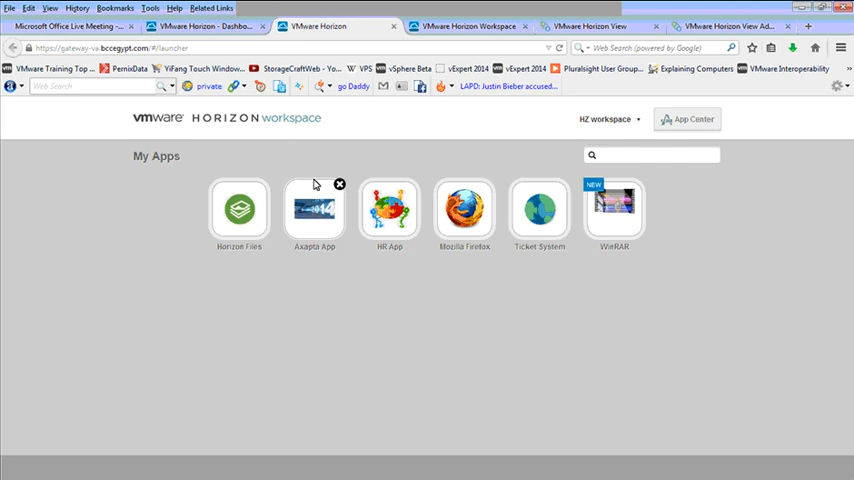 File Edit View History Bookmarks Tools Help Related Links
Microsoft Office Live Meeting -... VMware Horizon - Dashbo... VMware Horizon VMware Horizon Workspace VMware Horizon View VMware Horizon View Ad...
https://gateway-va.bccegypt.com/#/launcher Web Search (powered by Google)
VMware Training Top ... PernixData YiFang Touch Window... StorageCraftWeb - Yo... VPS vSphere Beta vExpert 2014 vExpert 2014 Pluralsight User Group... Explaining Computers VMware Interoperability
Web Search private go Daddy LAPD: Justin Bieber accused...
vmware HORIZON workspace HZ workspace App Center
My Apps
NEW
2014
Horizon Files Axapta App HR App Mozilla Firefox Ticket System WinRAR